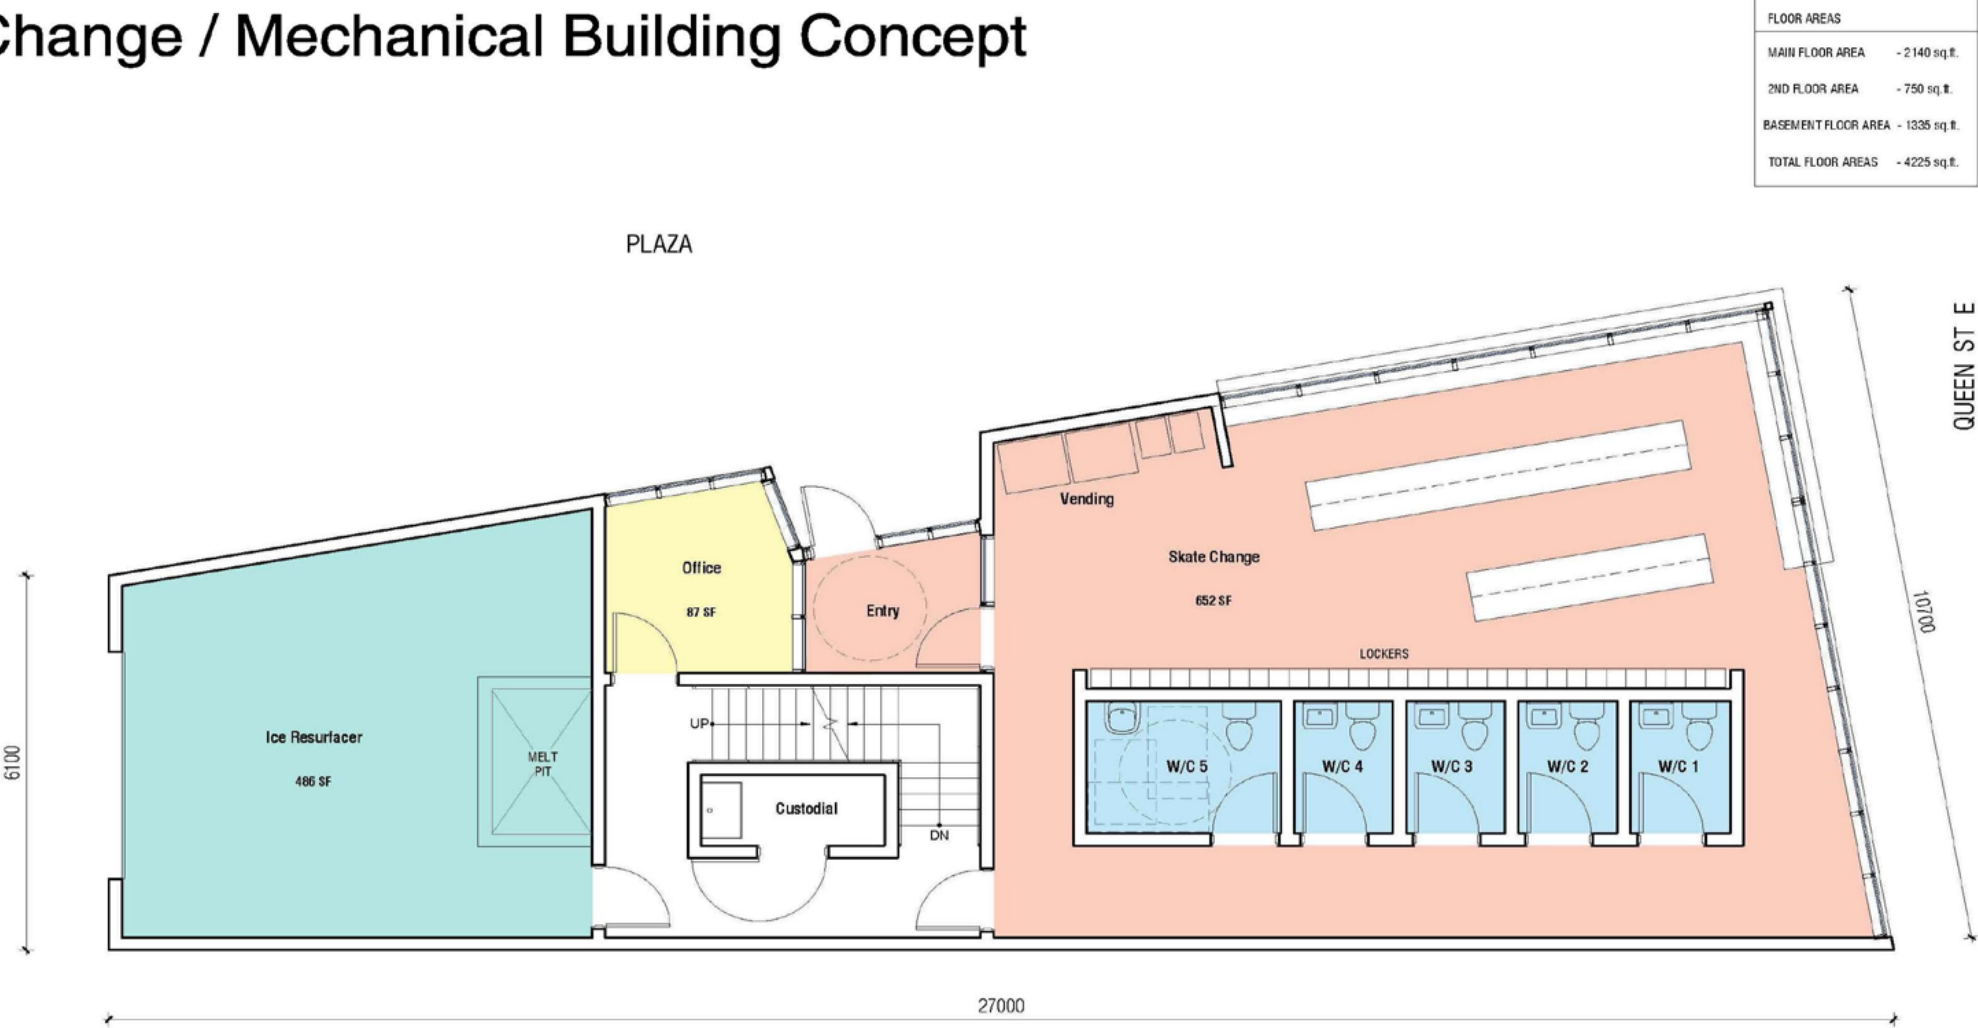 Change / Mechanical Building Concept
FLOOR AREAS
MAIN FLOOR AREA - 2140 sq.ft.
2ND FLOOR AREA - 750 sq.ft.
BASEMENT FLOOR AREA - 1335 sq.ft.
TOTAL FLOOR AREAS - 4225 sq.ft.
PLAZA
QUEEN ST E
Vending
Skate Change
652 SF
Office
87 SF
Entry
10700
LOCKERS
6100
Ice Resurfacer
486 SF
MELT
PIT
UP
Custodial
DN
W/C 5
W/C 4
W/C 3
W/C 2
W/C 1
27000